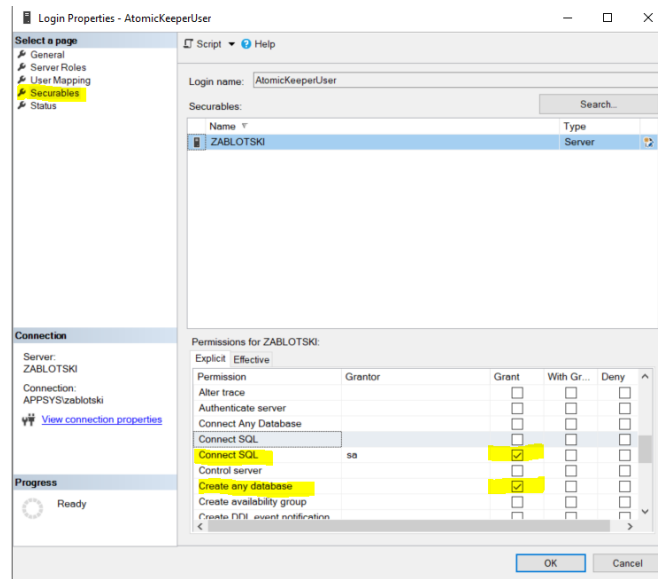 Login Properties - AtomicKeeperUser
Select a page
General
Server Roles
User Mapping
Securables
Status
Script Help
Login name: AtomicKeeperUser
Securables:
Search...
Name Type
ZABLOTSKI Server
Connection
Server:
ZABLOTSKI
Connection:
APPSYS\zablotski
View connection properties
Progress
Ready
Permissions for ZABLOTSKI:
Explicit Effective
Permission Grantor Grant With Gr... Deny
Alter trace
Authenticate server
Connect Any Database
Connect SQL
Connect SQL sa
Control server
Create any database
Create availability group
Create DDL event notification
OK Cancel